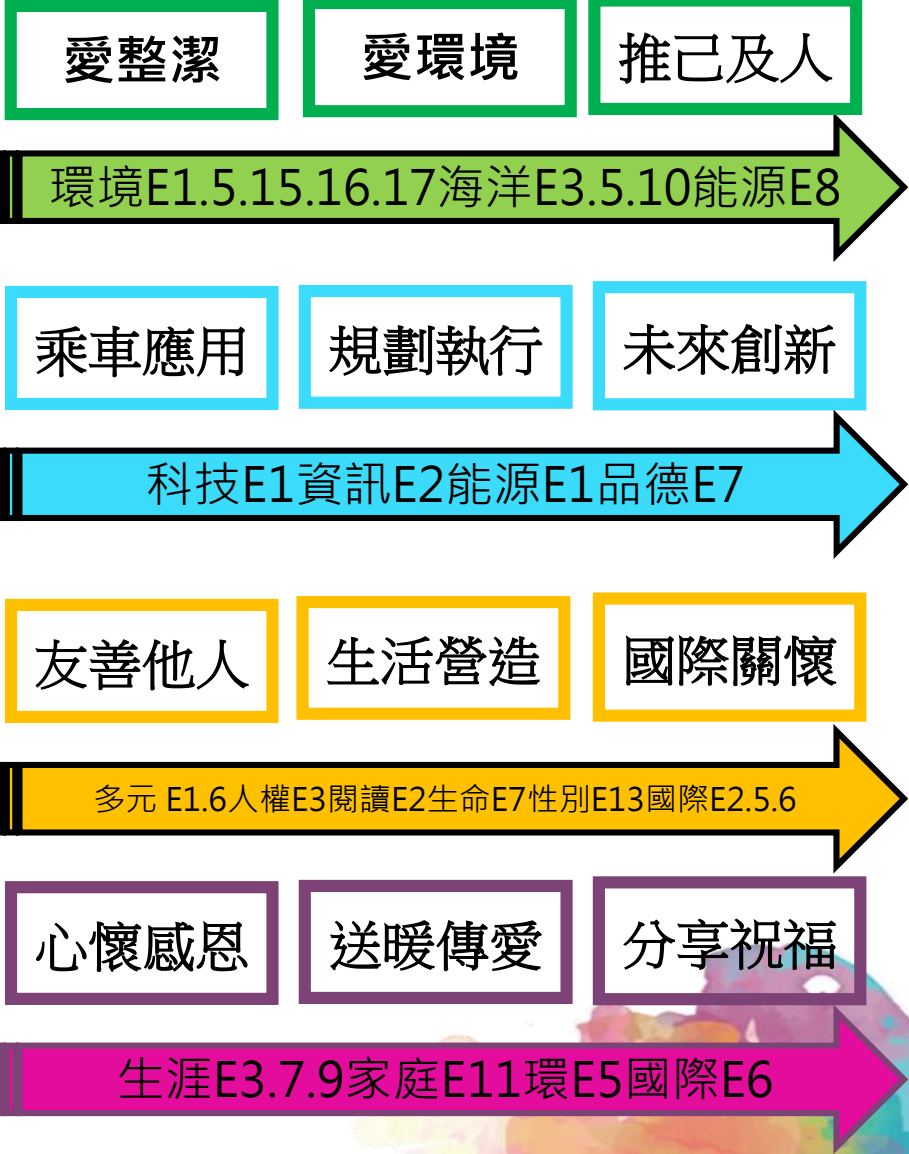 愛整潔 愛環境 推己及人
環境E1.5.15.16.17海洋E3.5.10能源E8
乘車應用 規劃執行 未來創新
科技E1資訊E2能源E1品德E7
友善他人 生活營造 國際關懷
多元 E1.6人權E3閱讀E2生命E7性別E13國際E2.5.6
心懷感恩 送暖傳愛 分享祝福
生涯E3.7.9家庭E11環E5國際E6